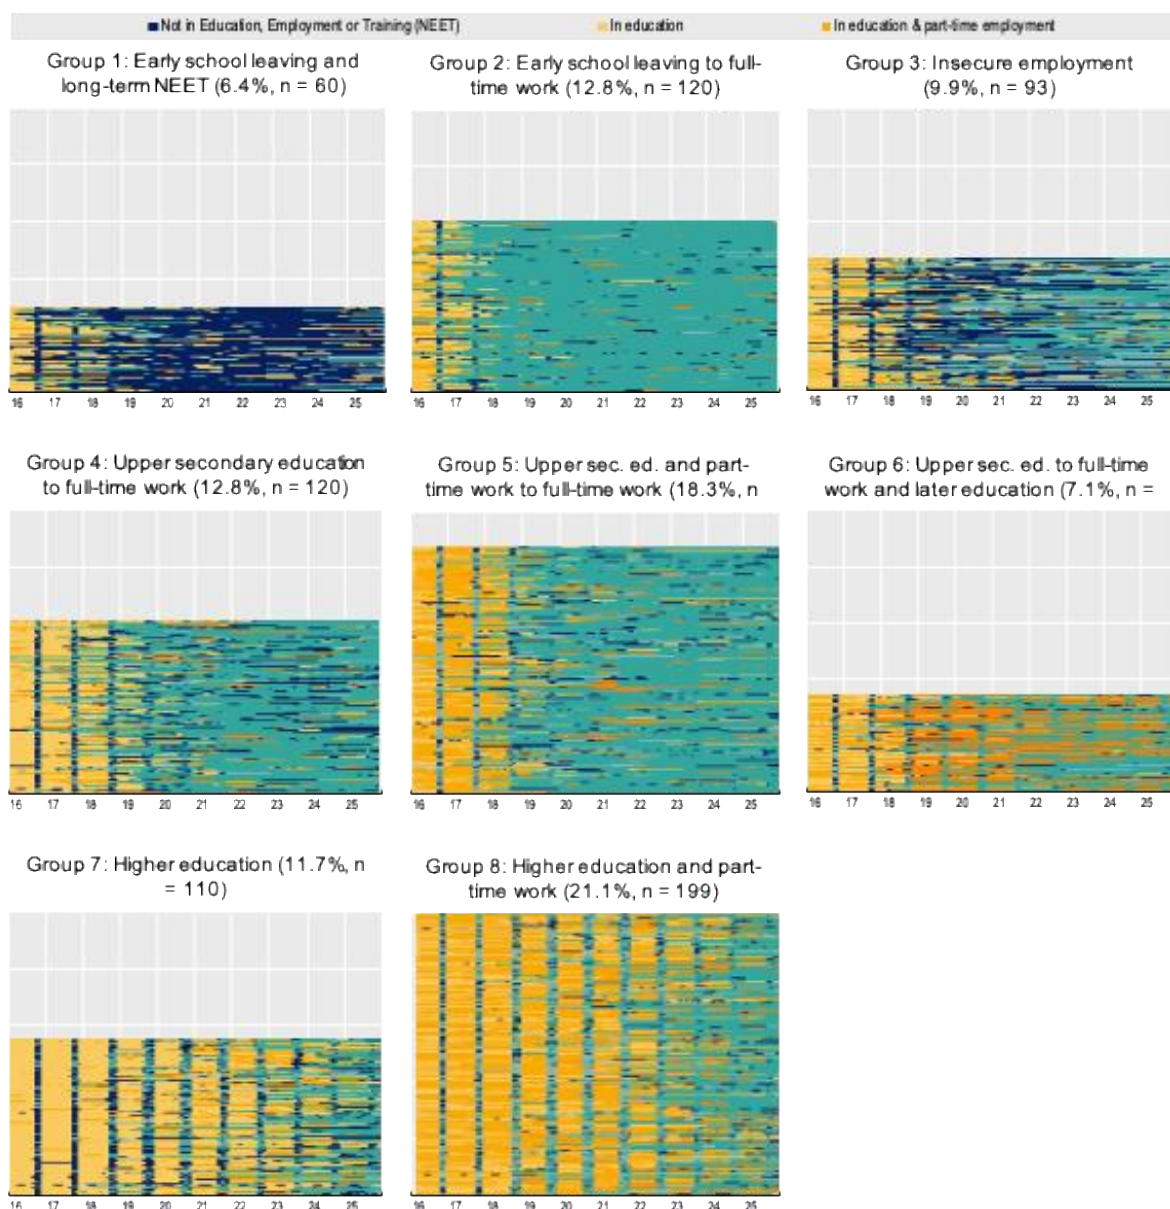 Not in Education, Employment or Training (NEET) In education In education & part-time employment
Group 1: Early school leaving and
long-term NEET (6.4%, n = 60)
Group 2: Early school leaving to full-
time work (12.8%, n = 120)
Group 3: Insecure employment
(9.9%, n = 93)
16 17 18 19 20 21 22 23 24 25
16 17 18 19 20 21 22 23 24 25
16 17 18 19 20 21 22 23 24 25
Group 4: Upper secondary education
to full-time work (12.8%, n = 120)
Group 5: Upper sec. ed. and part-
time work to full-time work (18.3%, n
Group 6: Upper sec. ed. to full-time
work and later education (7.1%, n =
16 17 18 19 20 21 22 23 24 25
16 17 18 19 20 21 22 23 24 25
16 17 18 19 20 21 22 23 24 25
Group 7: Higher education (11.7%, n
= 110)
Group 8: Higher education and part-
time work (21.1%, n = 199)
16 17 18 19 20 21 22 23 24 25
16 17 18 19 20 21 22 23 24 25